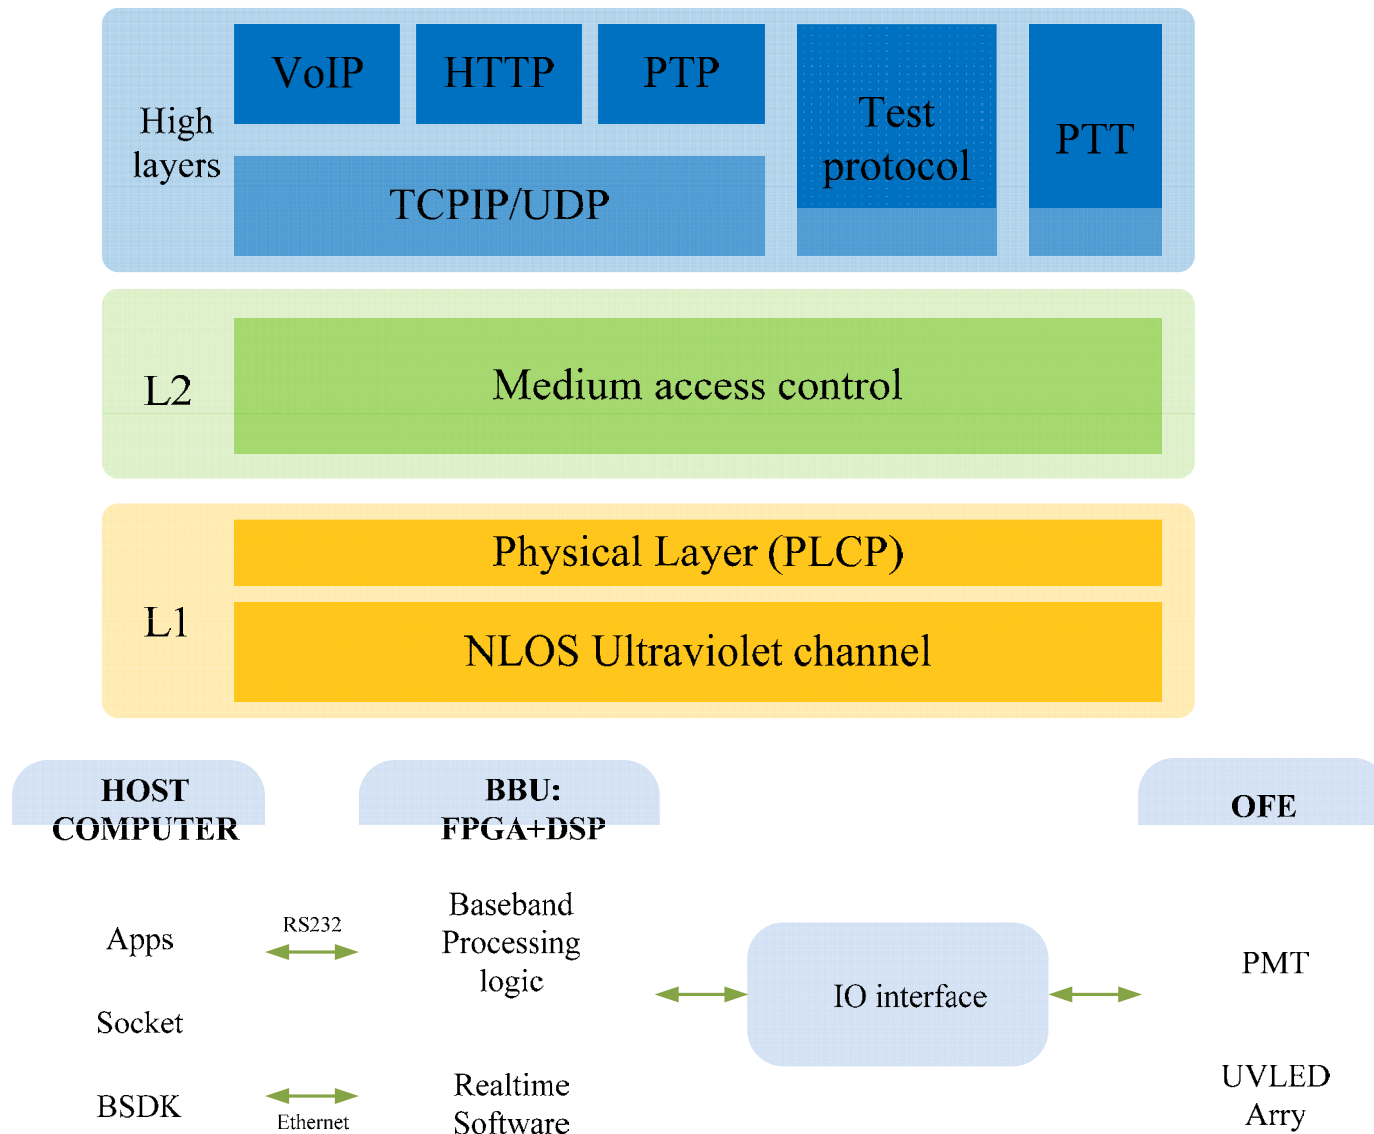 VoIP
HTTP
PTP
Test
protocol
PTT
High
layers
TCPIP/UDP
L2
Medium access control
L1
Physical Layer (PLCP)
NLOS Ultraviolet channel
HOST
COMPUTER
BBU:
FPGA+DSP
OFE
Apps
RS232
Baseband
Processing
logic
IO interface
PMT
Socket
BSDK
Ethernet
Realtime
Software
UVLED
Arry